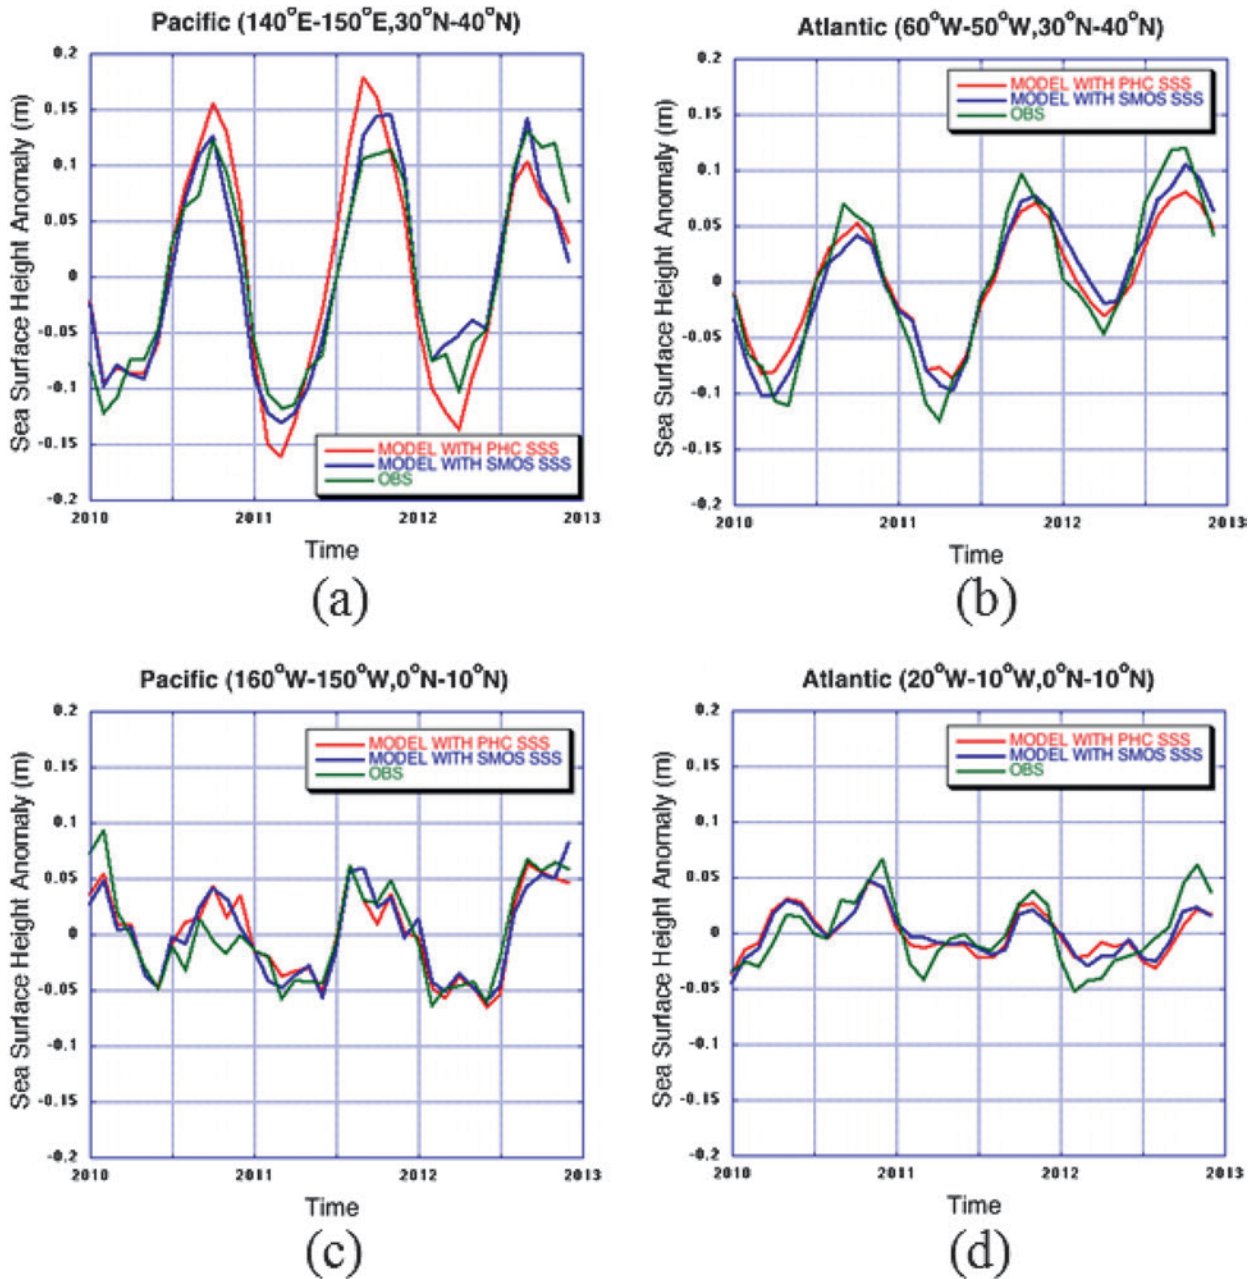 Pacific (140°E-150°E,30°N-40°N)
0.2
0.15
0.1
0.05
0
-0.05
-0.1
-0.15
-0.2
Sea Surface Height Anomaly (m)
MODEL WITH PHC SSS
MODEL WITH SMOS SSS
OBS
2010
2011
2012
2013
Time
(a)
Atlantic (60°W-50°W,30°N-40°N)
0.2
0.15
0.1
0.05
0
-0.05
-0.1
-0.15
-0.2
Sea Surface Height Anomaly (m)
MODEL WITH PHC SSS
MODEL WITH SMOS SSS
OBS
2010
2011
2012
2013
Time
(b)
Pacific (160°W-150°W,0°N-10°N)
0.2
0.15
0.1
0.05
0
-0.05
-0.1
-0.15
-0.2
Sea Surface Height Anomaly (m)
MODEL WITH PHC SSS
MODEL WITH SMOS SSS
OBS
2010
2011
2012
2013
Time
(c)
Atlantic (20°W-10°W,0°N-10°N)
0.2
0.15
0.1
0.05
0
-0.05
-0.1
-0.15
-0.2
Sea Surface Height Anomaly (m)
MODEL WITH PHC SSS
MODEL WITH SMOS SSS
OBS
2010
2011
2012
2013
Time
(d)